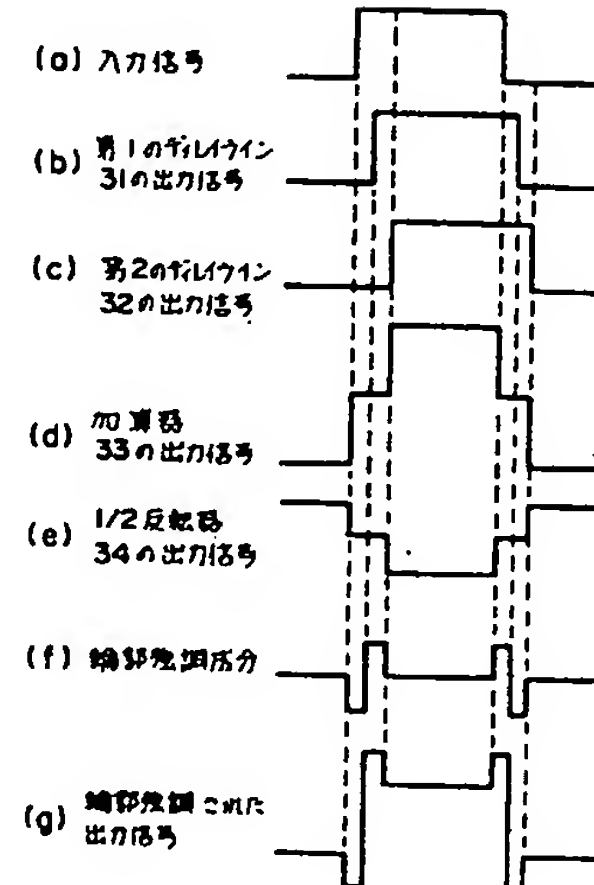 (a) 入力信号
(b) 第1のディレイライン
31の出力信号
(c) 第2のディレイライン
32の出力信号
(d) 加算器
33の出力信号
(e) 1/2反転器
34の出力信号
(f) 輪郭強調成分
(g) 輪郭強調された
出力信号